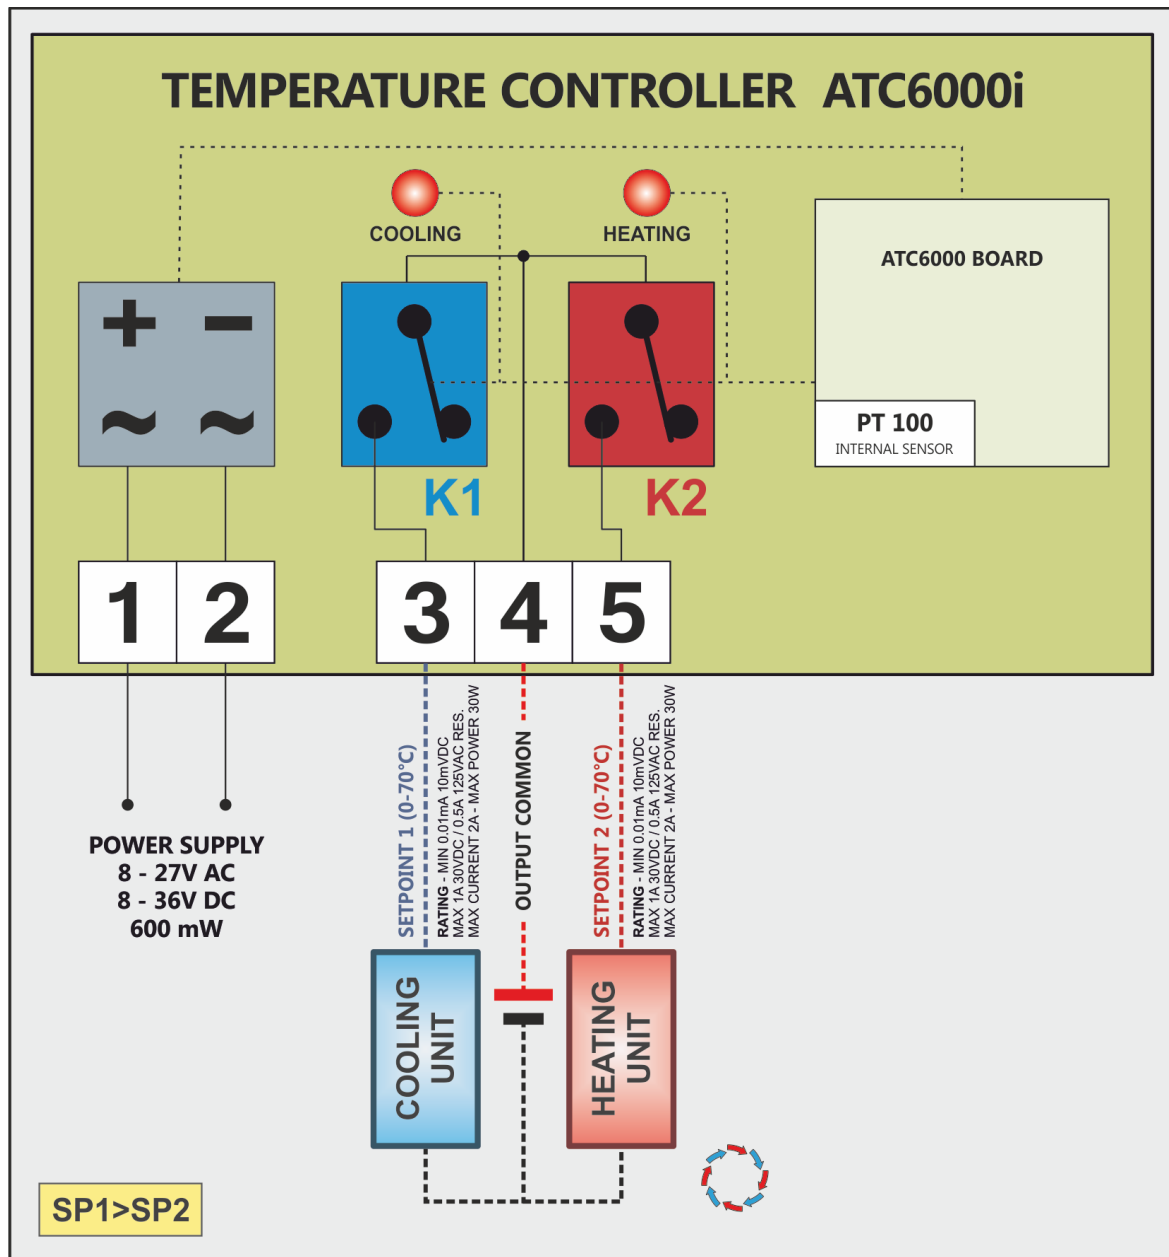 TEMPERATURE CONTROLLER ATC6000i
COOLING
HEATING
ATC6000 BOARD
+ −
~ ~
PT 100
INTERNAL SENSOR
K1
K2
1
2
3
4
5
POWER SUPPLY
8 - 27V AC
8 - 36V DC
600 mW
SETPOINT 1 (0-70°C)
RATING - MIN 0.01mA 10mVDC
MAX 1A 30VDC / 0.5A 125VAC RES.
MAX CURRENT 2A - MAX POWER 30W
OUTPUT COMMON
SETPOINT 2 (0-70°C)
RATING - MIN 0.01mA 10mVDC
MAX 1A 30VDC / 0.5A 125VAC RES.
MAX CURRENT 2A - MAX POWER 30W
COOLING
UNIT
HEATING
UNIT
SP1>SP2